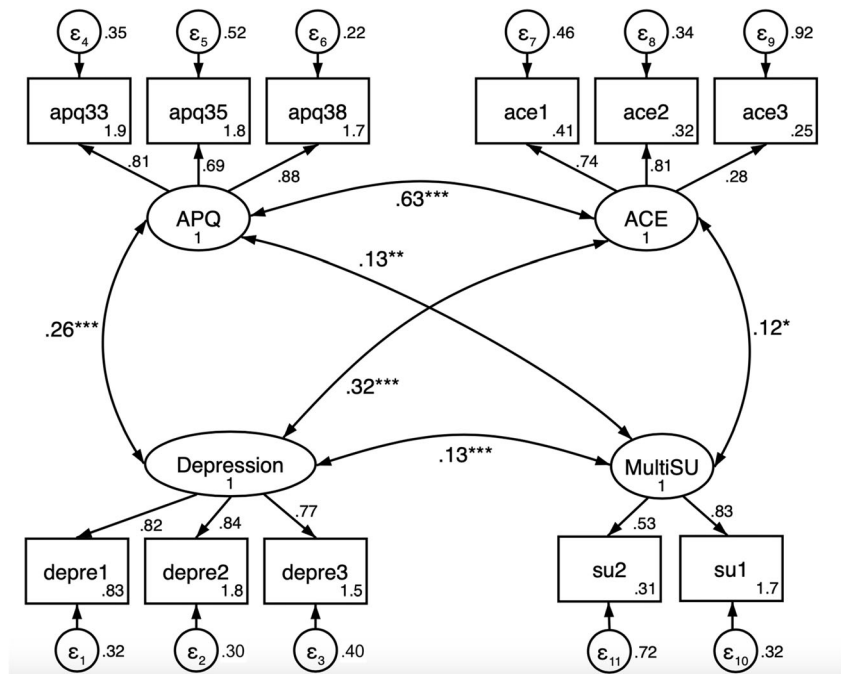 ε4 .35 ε5 .52 ε6 .22 ε7 .46 ε8 .34 ε9 .92
apq33 apq35 apq38 ace1 ace2 ace3
1.9 1.8 1.7 .41 .32 .25
.81 .69 .88 .74 .81 .28
APQ .63*** ACE
1 1
.13**
.26*** .12*
.32***
Depression .13*** MultiSU
1 1
.82 .84 .77 .53 .83
depre1 depre2 depre3 su2 su1
.83 1.8 1.5 .31 1.7
ε1 .32 ε2 .30 ε3 .40 ε11 .72 ε10 .32